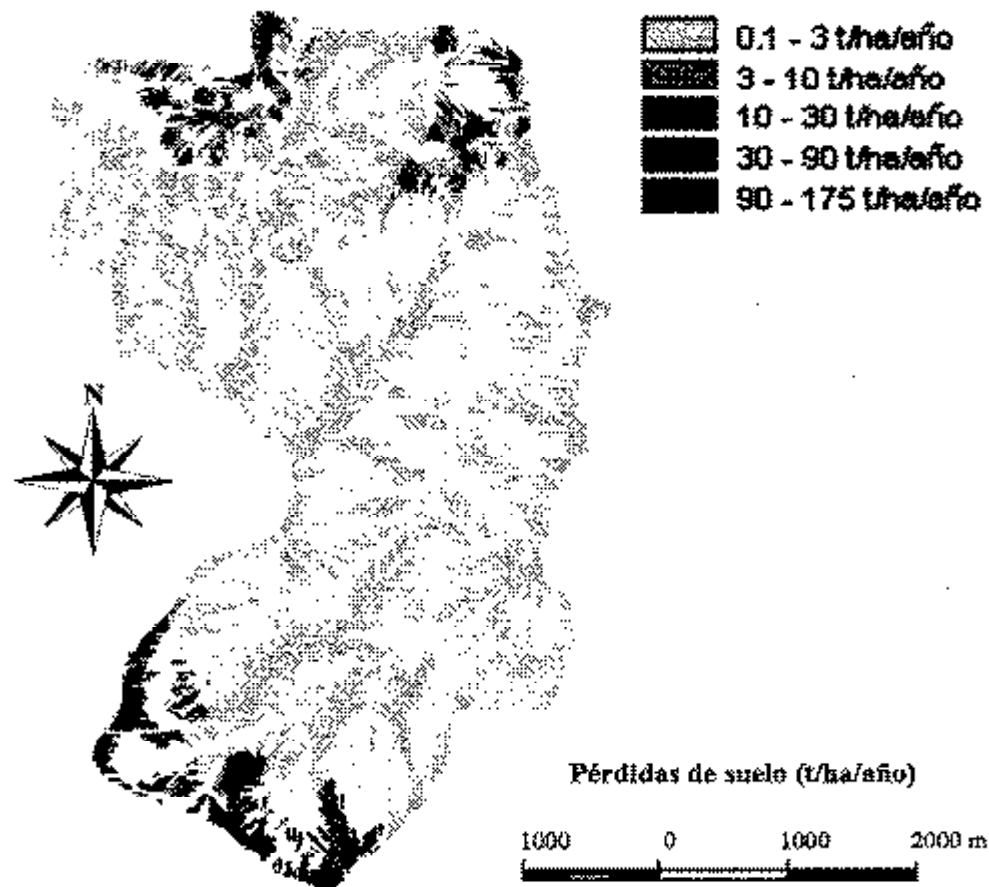 0.1 - 3 t/ha/año
3 - 10 t/ha/año
10 - 30 t/ha/año
30 - 90 t/ha/año
90 - 175 t/ha/año
N
Pérdidas de suelo (t/ha/año)
1000 0 1000 2000 m